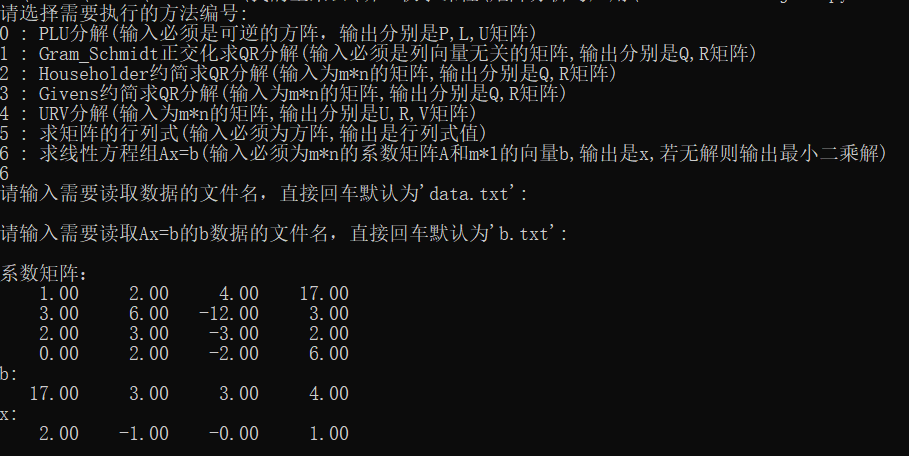 请选择需要执行的方法编号:
0 : PLU分解(输入必须是可逆的方阵，输出分别是P,L,U矩阵)
1 : Gram_Schmidt正交化求QR分解(输入必须是列向量无关的矩阵,输出分别是Q,R矩阵)
2 : Householder约简求QR分解(输入为m*n的矩阵,输出分别是Q,R矩阵)
3 : Givens约简求QR分解(输入为m*n的矩阵,输出分别是Q,R矩阵)
4 : URV分解(输入为m*n的矩阵,输出分别是U,R,V矩阵)
5 : 求矩阵的行列式(输入必须为方阵,输出是行列式值)
6 : 求线性方程组Ax=b(输入必须为m*n的系数矩阵A和m*1的向量b,输出是x,若无解则输出最小二乘解)
6
请输入需要读取数据的文件名，直接回车默认为'data.txt':
请输入需要读取Ax=b的b数据的文件名，直接回车默认为'b.txt':
系数矩阵：
1.00 2.00 4.00 17.00
3.00 6.00 -12.00 3.00
2.00 3.00 -3.00 2.00
0.00 2.00 -2.00 6.00
b:
17.00 3.00 3.00 4.00
x:
2.00 -1.00 -0.00 1.00